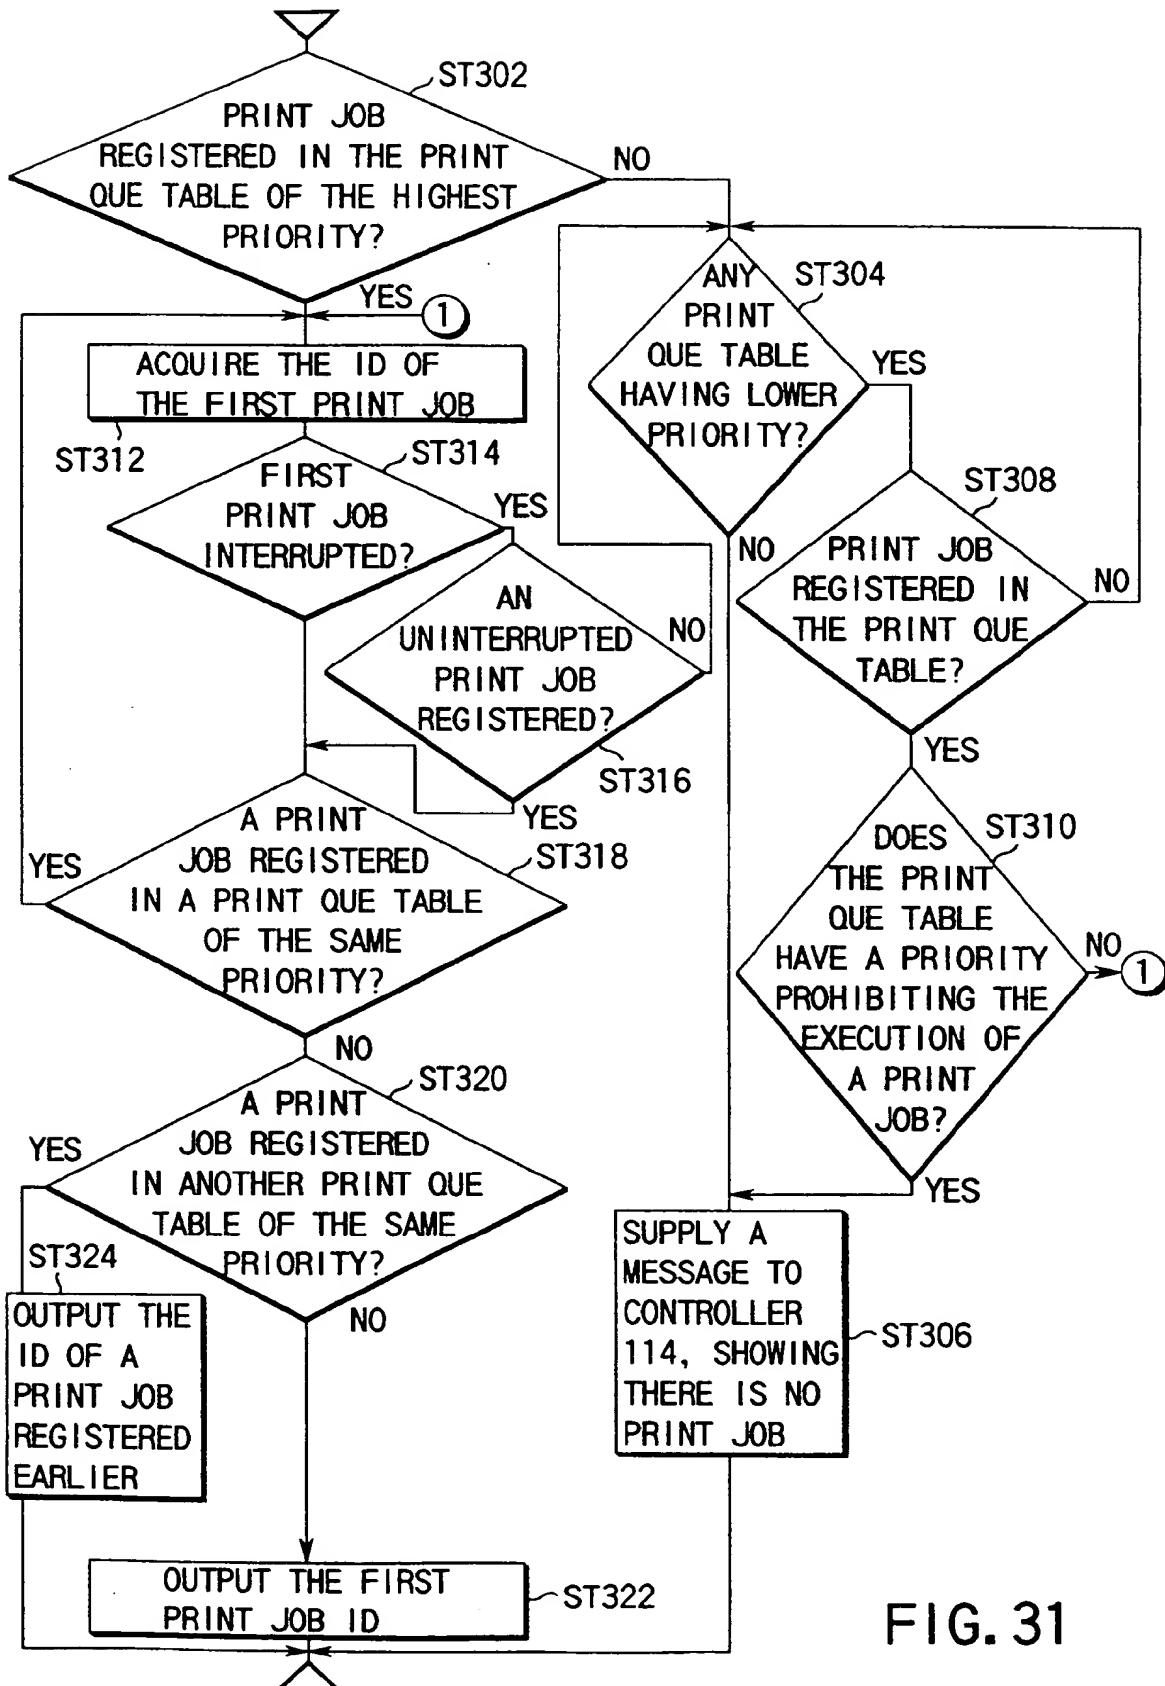 ST302
PRINT JOB
REGISTERED IN THE PRINT
QUE TABLE OF THE HIGHEST
PRIORITY?
NO
YES
1
ACQUIRE THE ID OF
THE FIRST PRINT JOB
ST312
ST314
FIRST
PRINT JOB
INTERRUPTED?
YES
AN
UNINTERRUPTED
PRINT JOB
REGISTERED?
NO
ST316
YES
ST304
ANY
PRINT
QUE TABLE
HAVING LOWER
PRIORITY?
YES
NO
ST308
PRINT JOB
REGISTERED IN
THE PRINT QUE
TABLE?
NO
YES
ST310
DOES
THE PRINT
QUE TABLE
HAVE A PRIORITY
PROHIBITING THE
EXECUTION OF
A PRINT
JOB?
NO
1
YES
A PRINT
JOB REGISTERED
IN A PRINT QUE TABLE
OF THE SAME
PRIORITY?
YES
ST318
NO
ST320
A PRINT
JOB REGISTERED
IN ANOTHER PRINT QUE
TABLE OF THE SAME
PRIORITY?
YES
NO
ST324
OUTPUT THE
ID OF A
PRINT JOB
REGISTERED
EARLIER
SUPPLY A
MESSAGE TO
CONTROLLER
114, SHOWING
THERE IS NO
PRINT JOB
ST306
OUTPUT THE FIRST
PRINT JOB ID
ST322
FIG. 31